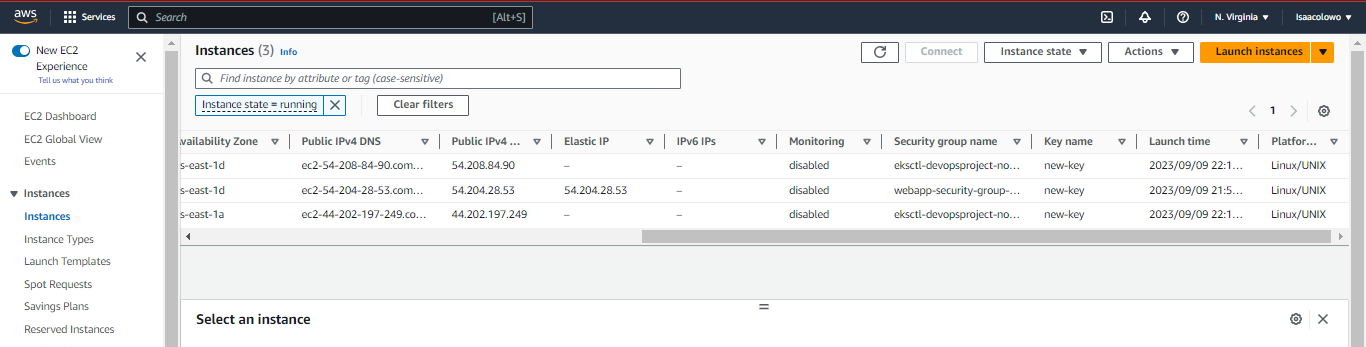 aws Services Search [Alt+S] N. Virginia Isaacolowo
New EC2 Experience
Tell us what you think
EC2 Dashboard
EC2 Global View
Events
Instances
Instances
Instance Types
Launch Templates
Spot Requests
Savings Plans
Reserved Instances
Instances (3) Info Connect Instance state Actions Launch instances
Find instance by attribute or tag (case-sensitive)
Instance state = running Clear filters
1
vailability Zone Public IPv4 DNS Public IPv4 ... Elastic IP IPv6 IPs Monitoring Security group name Key name Launch time Platfor...
s-east-1d ec2-54-208-84-90.com... 54.208.84.90 – – disabled eksctl-devopsproject-no... new-key 2023/09/09 22:1... Linux/UNIX
s-east-1d ec2-54-204-28-53.com... 54.204.28.53 54.204.28.53 – disabled webapp-security-group-... new-key 2023/09/09 21:5... Linux/UNIX
s-east-1a ec2-44-202-197-249.co... 44.202.197.249 – – disabled eksctl-devopsproject-no... new-key 2023/09/09 22:1... Linux/UNIX
Select an instance